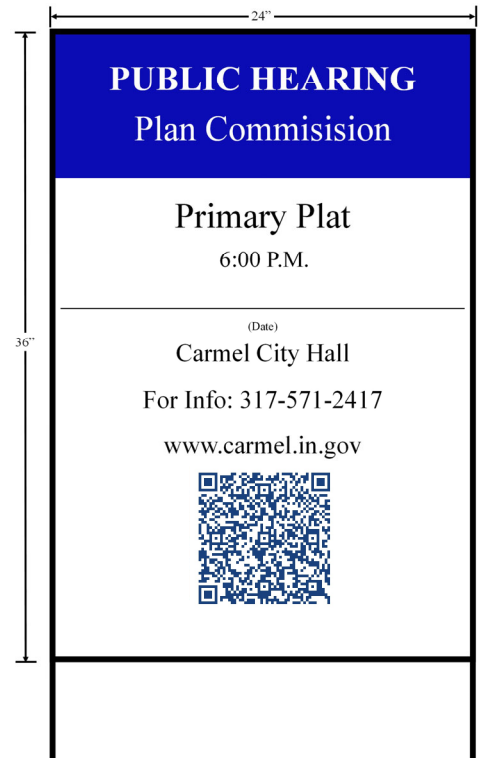 24”
PUBLIC HEARING
Plan Commisision
Primary Plat
6:00 P.M.
(Date)
36”
Carmel City Hall
For Info: 317-571-2417
www.carmel.in.gov